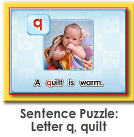 q
A quilt is warm.
Sentence Puzzle:
Letter q, quilt